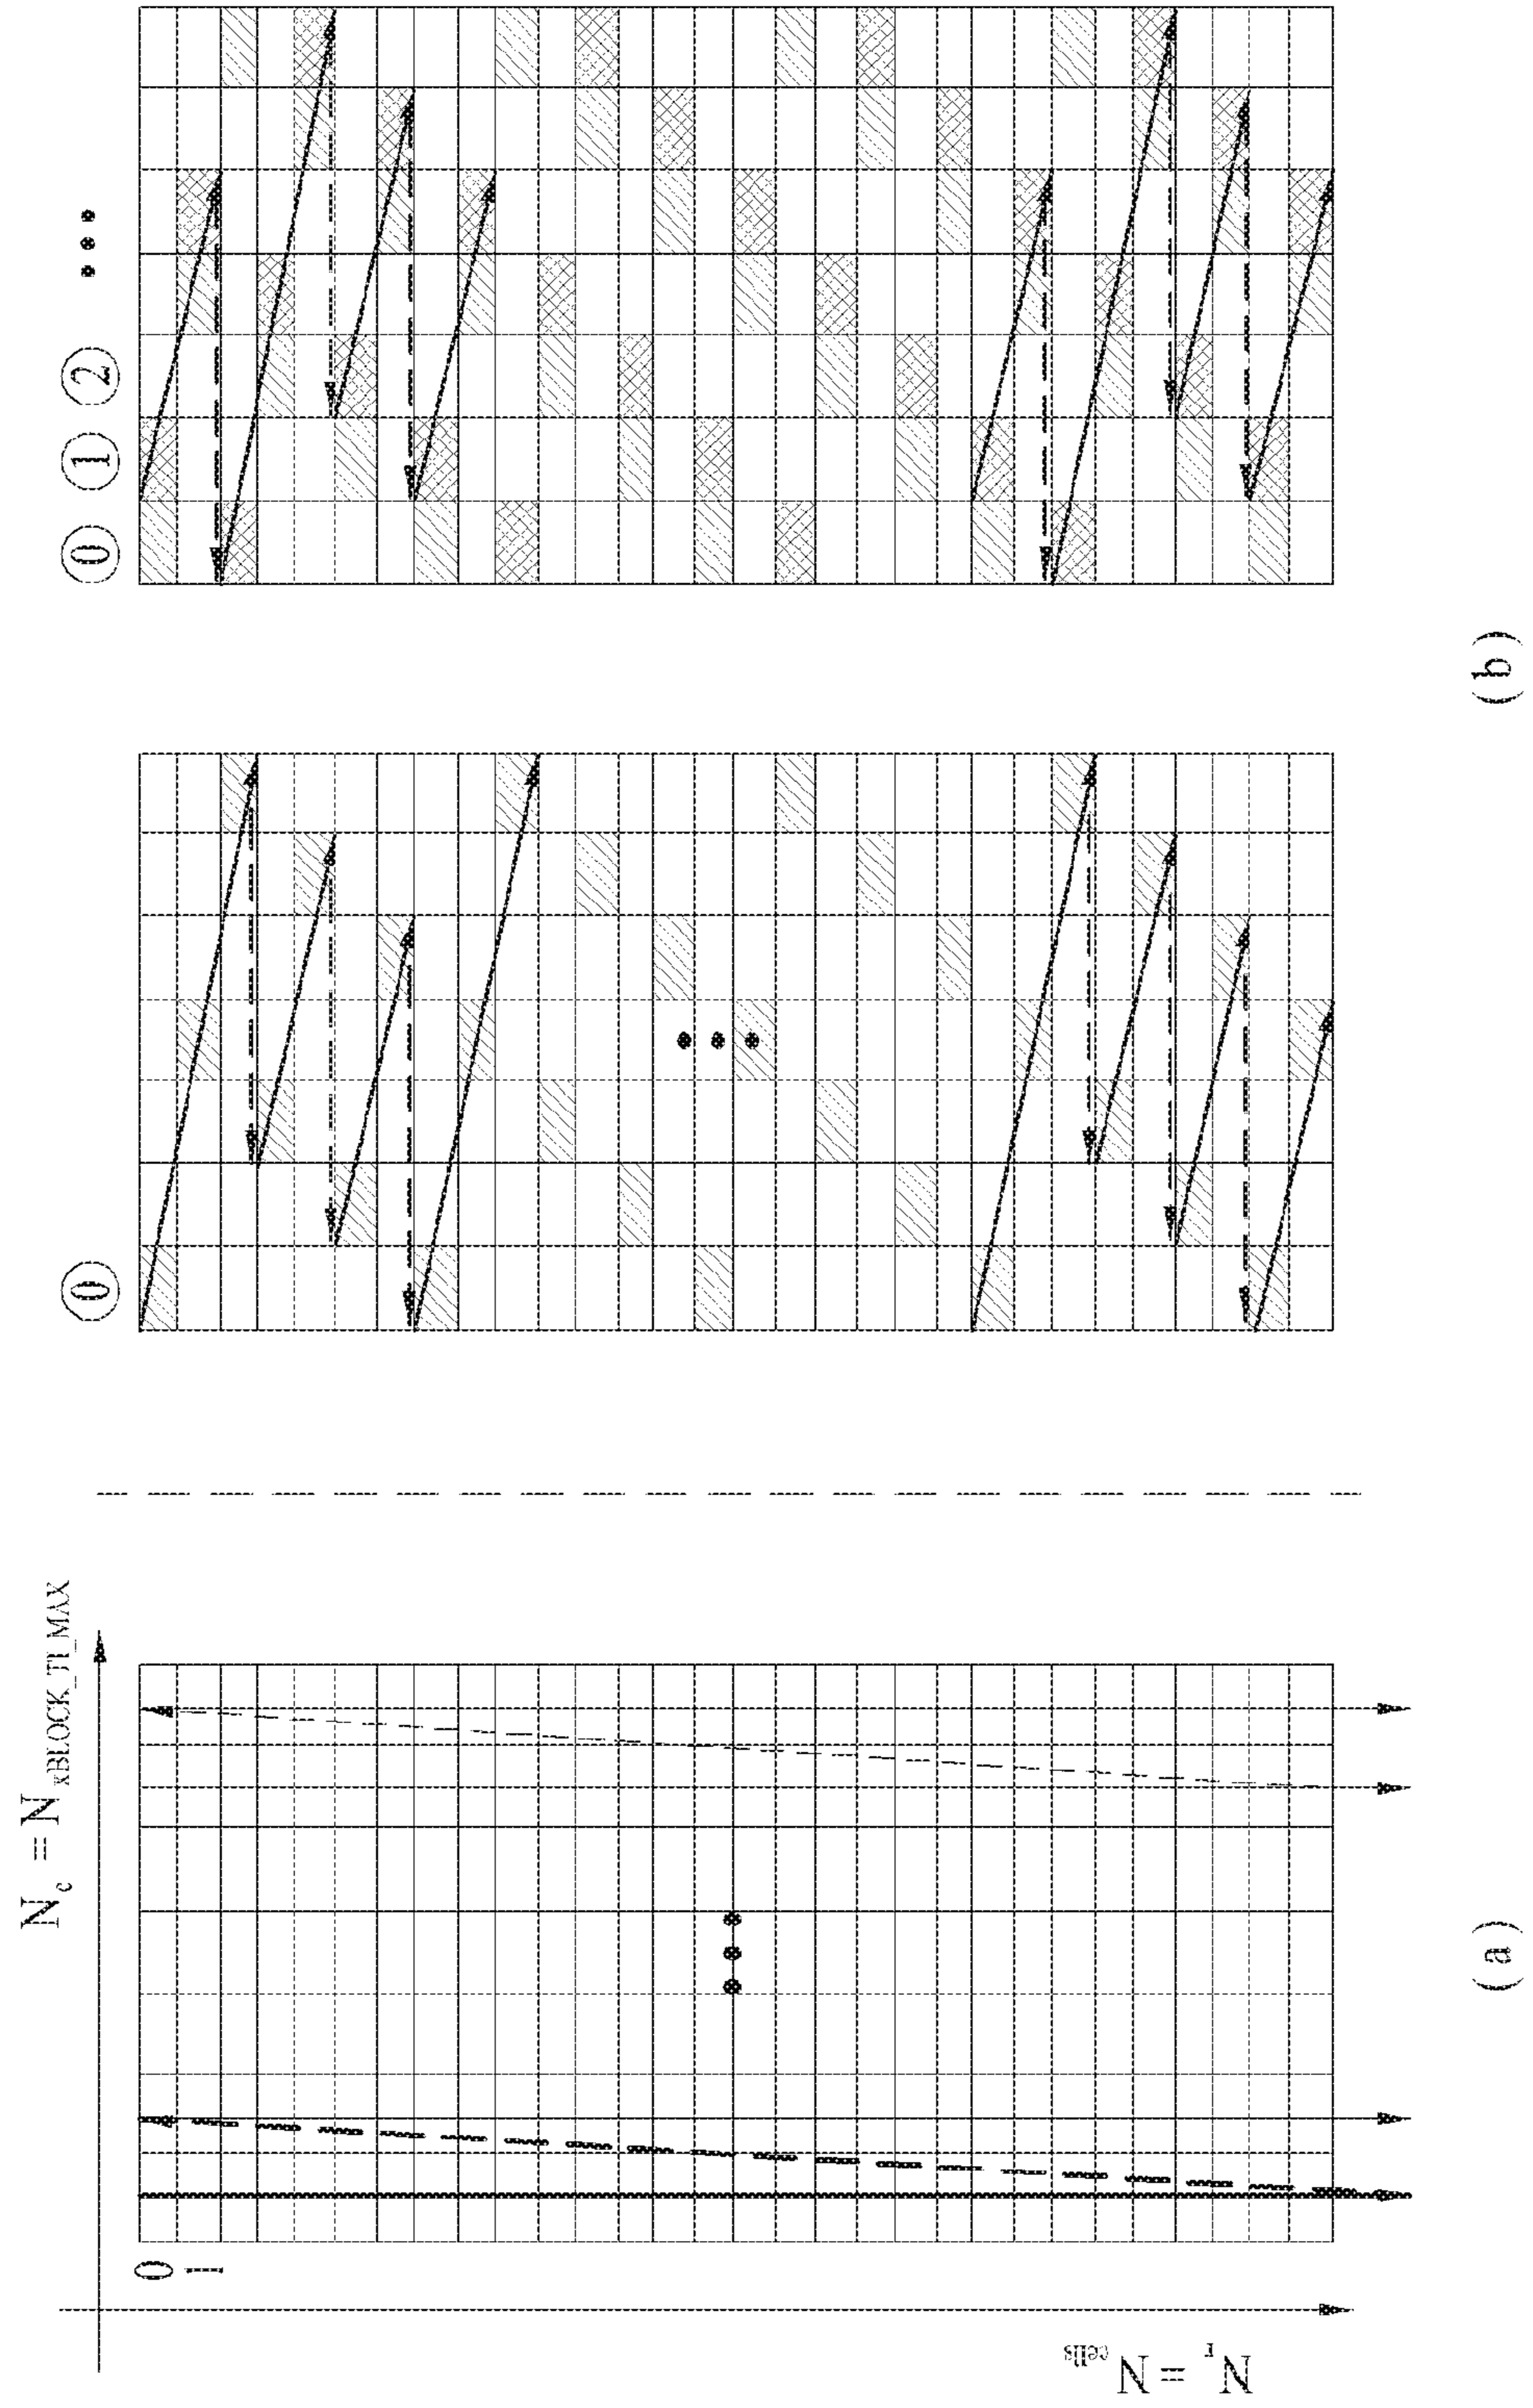 N_c = N_xBLOCK_TI_MAX
0
1
N_r = N_cells
(a)
0
0 1 2
(b)